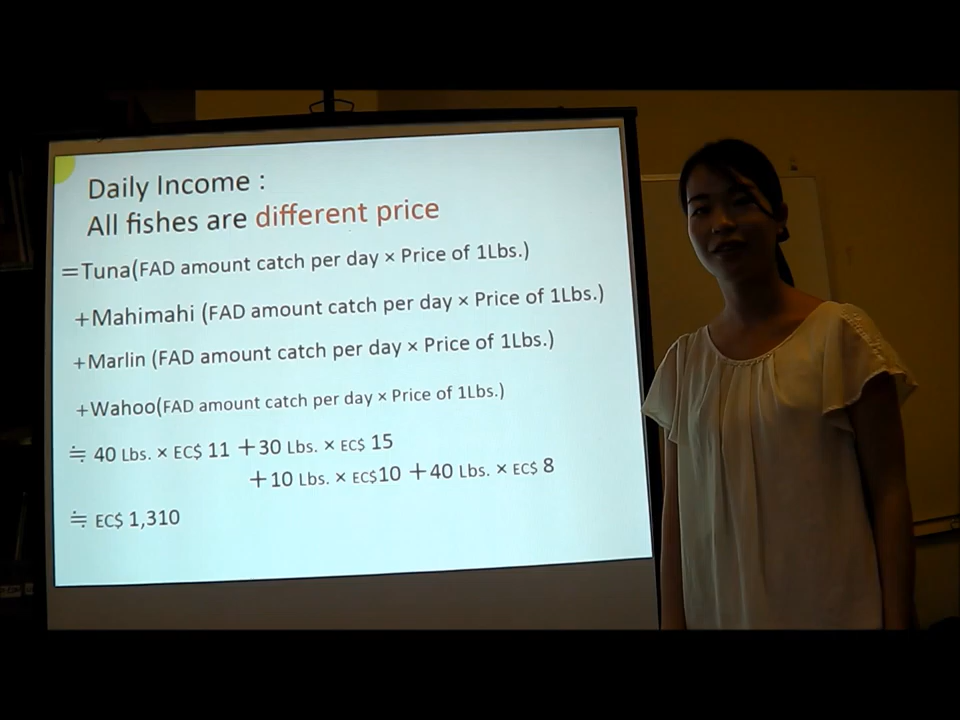 Daily Income :
All fishes are different price
=Tuna(FAD amount catch per day × Price of 1Lbs.)
+Mahimahi (FAD amount catch per day × Price of 1Lbs.)
+Marlin (FAD amount catch per day × Price of 1Lbs.)
+Wahoo(FAD amount catch per day × Price of 1Lbs.)
≒ 40 Lbs. × EC$ 11 +30 Lbs. × EC$ 15
+10 Lbs. × EC$10 +40 Lbs. × EC$ 8
≒ EC$ 1,310